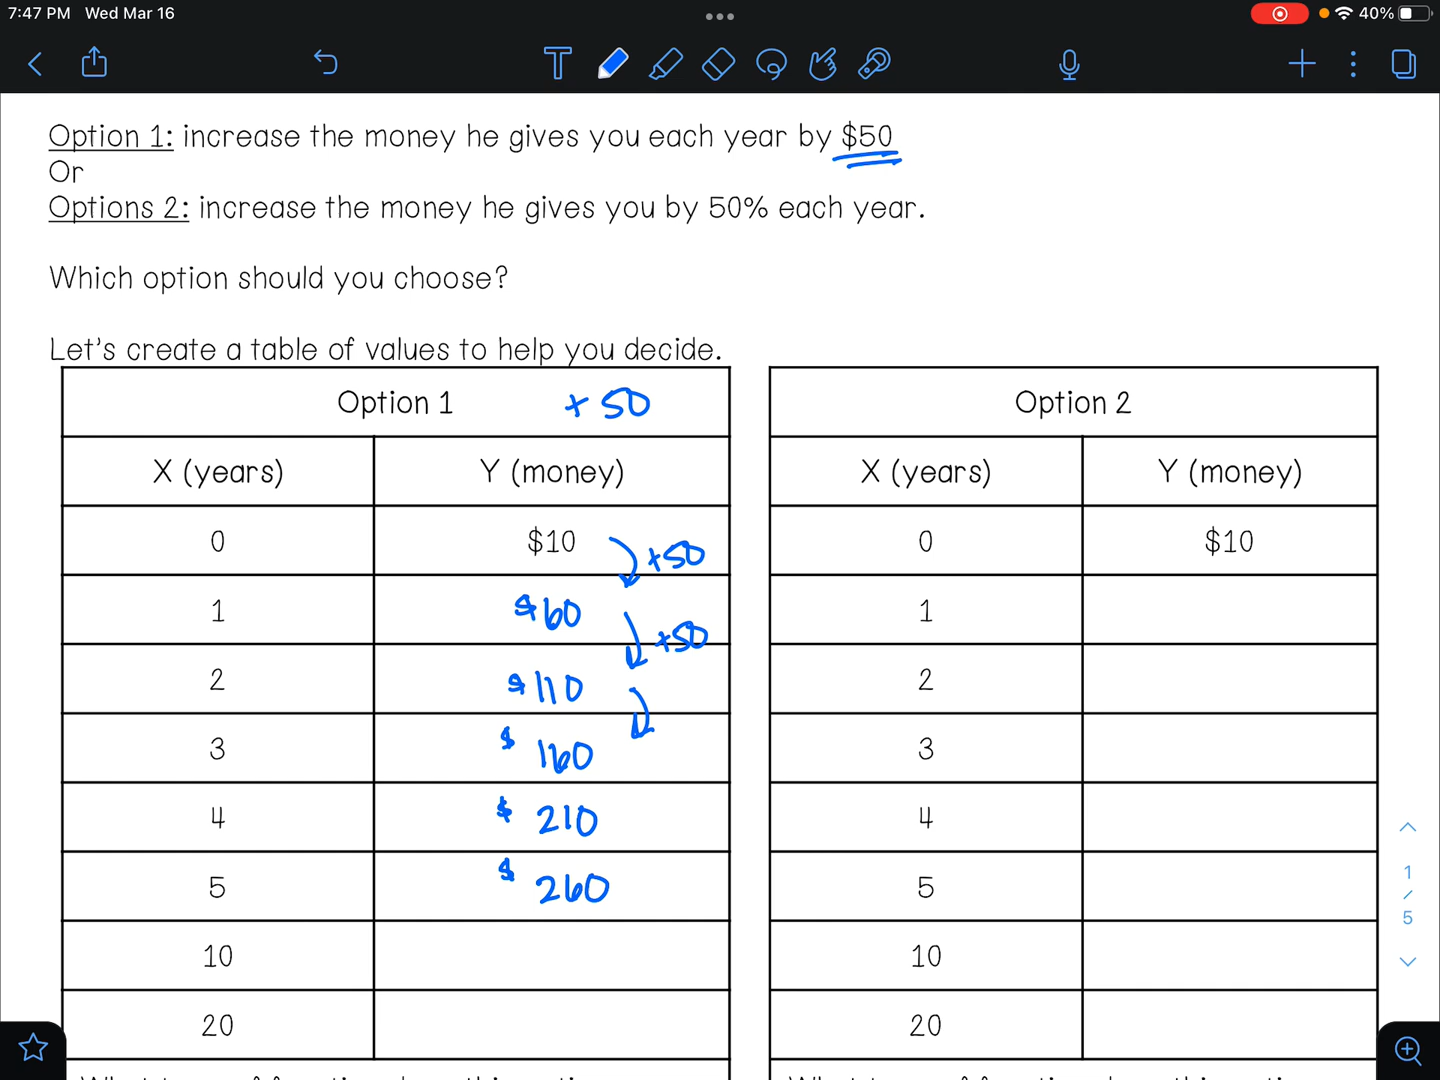 7:47 PM Wed Mar 16
40%
Option 1: increase the money he gives you each year by $50
Or
Options 2: increase the money he gives you by 50% each year.
Which option should you choose?
Let's create a table of values to help you decide.
Option 1 + 50
X (years) Y (money)
0 $10
+50
1 $60
+50
2 $110
3 $ 160
4 $ 210
5 $ 260
10
20
Option 2
X (years) Y (money)
0 $10
1
2
3
4
5
10
20
1
/
5